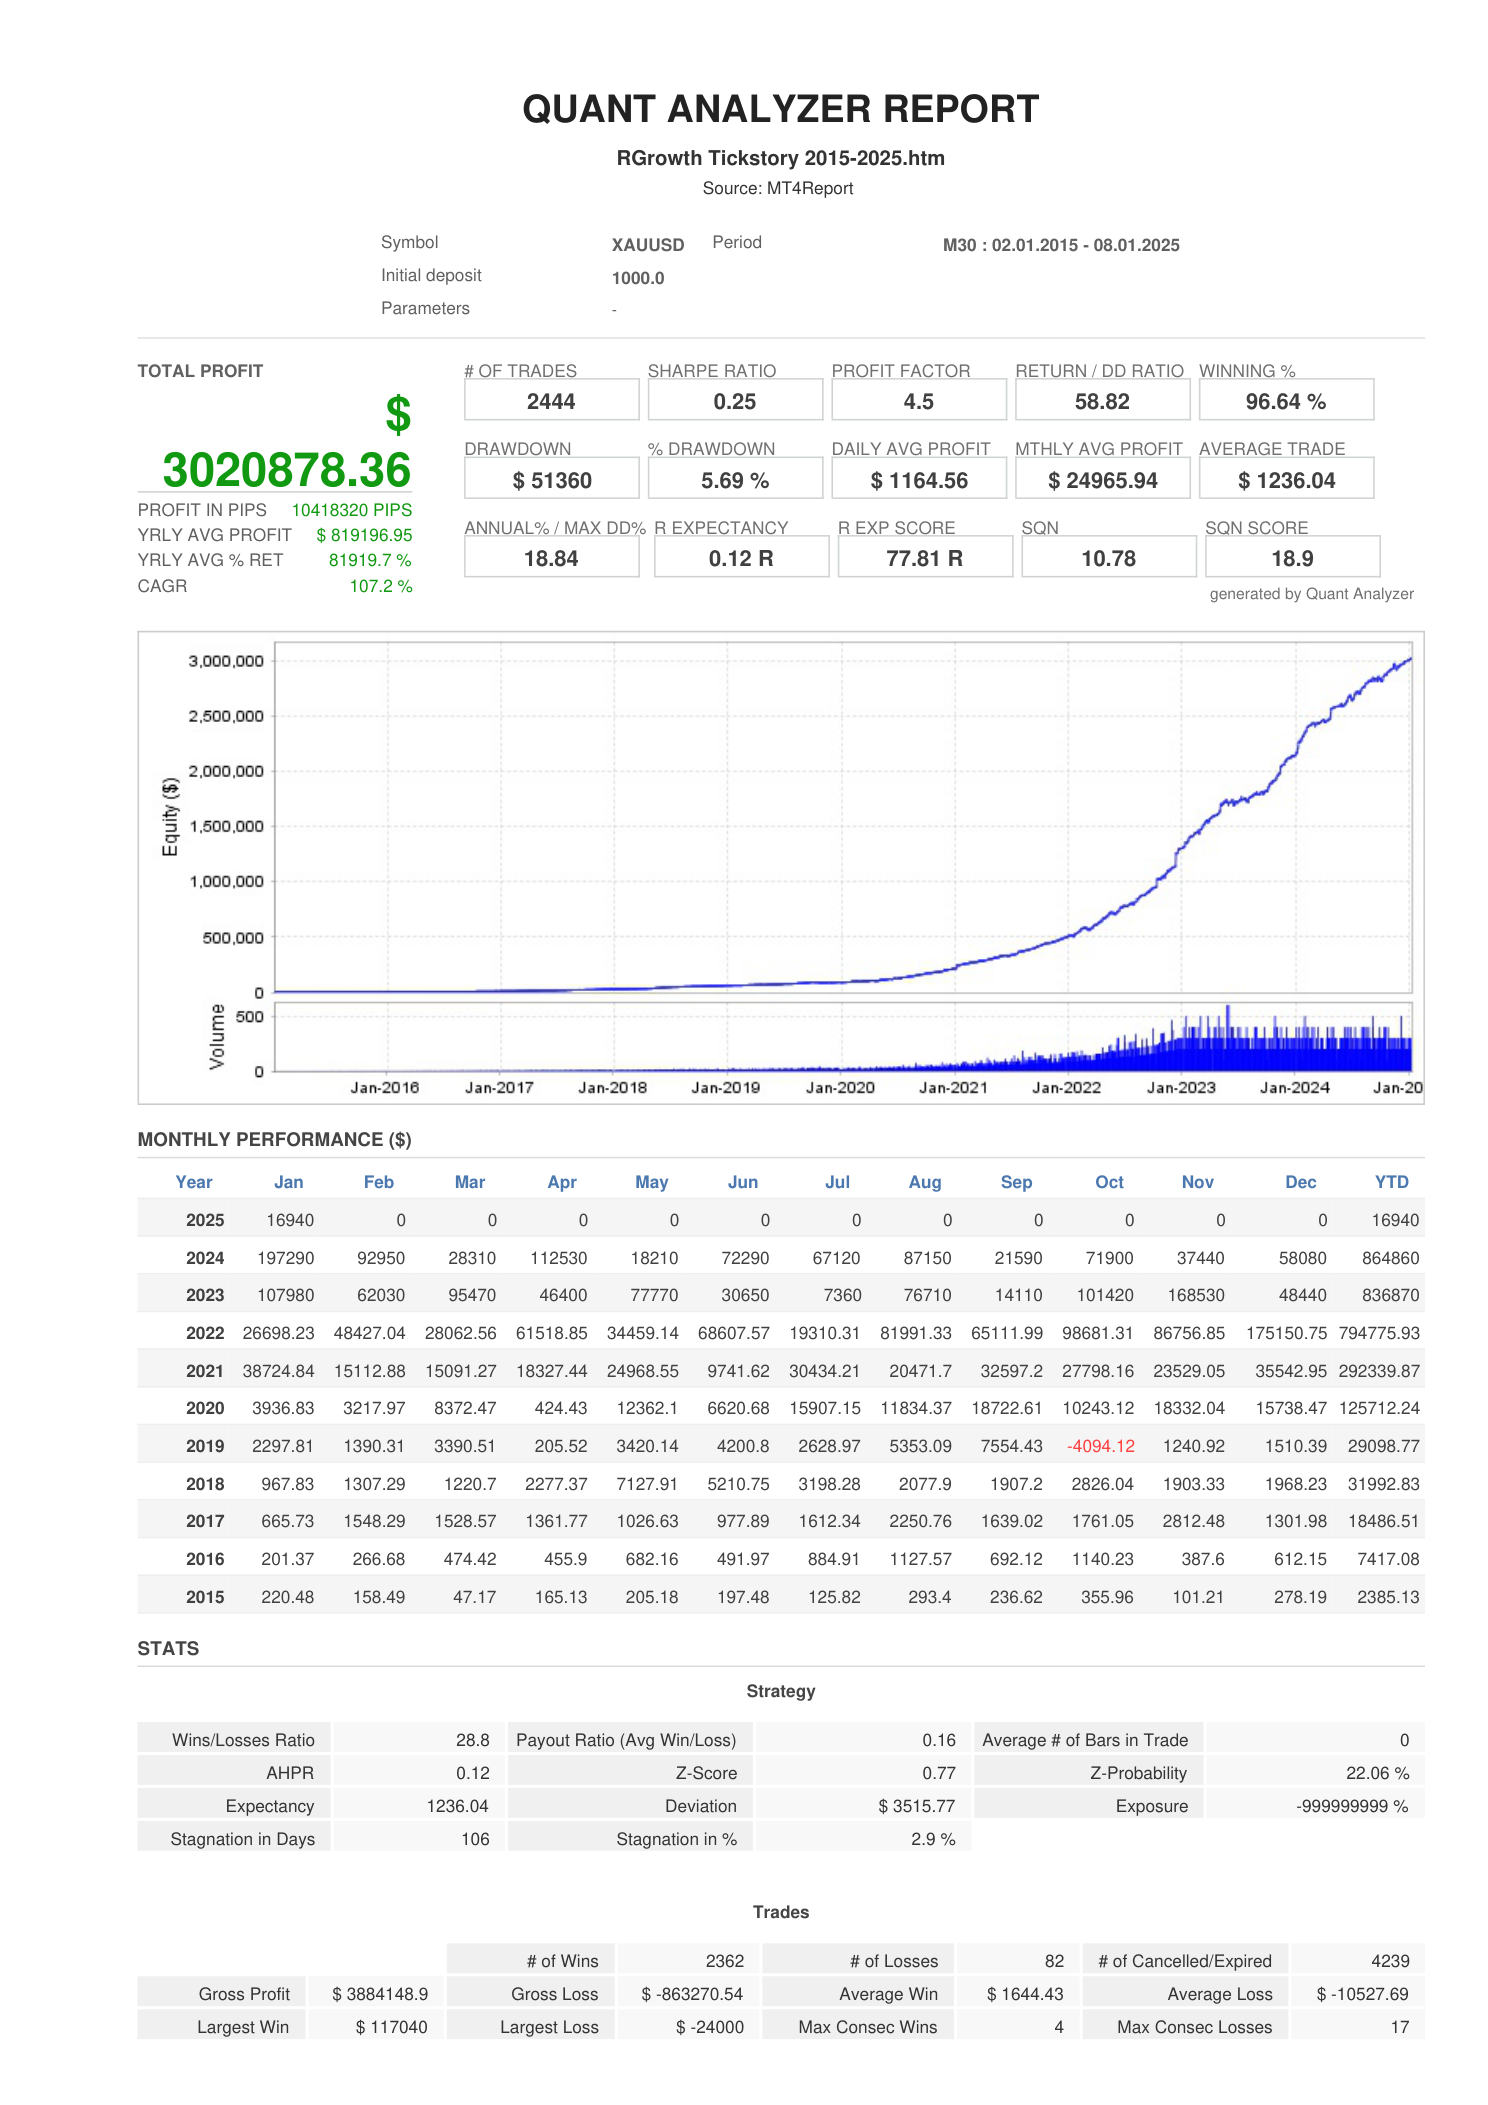 QUANT ANALYZER REPORT
RGrowth Tickstory 2015-2025.htm
Source: MT4Report
Symbol XAUUSD Period M30 : 02.01.2015 - 08.01.2025
Initial deposit 1000.0
Parameters -
TOTAL PROFIT
$
3020878.36
PROFIT IN PIPS 10418320 PIPS
YRLY AVG PROFIT $ 819196.95
YRLY AVG % RET 81919.7 %
CAGR 107.2 %
# OF TRADES SHARPE RATIO PROFIT FACTOR RETURN / DD RATIO WINNING %
2444 0.25 4.5 58.82 96.64 %
DRAWDOWN % DRAWDOWN DAILY AVG PROFIT MTHLY AVG PROFIT AVERAGE TRADE
$ 51360 5.69 % $ 1164.56 $ 24965.94 $ 1236.04
ANNUAL% / MAX DD% R EXPECTANCY R EXP SCORE SQN SQN SCORE
18.84 0.12 R 77.81 R 10.78 18.9
generated by Quant Analyzer
Equity ($)
3,000,000
2,500,000
2,000,000
1,500,000
1,000,000
500,000
0
Volume
500
0
Jan-2016 Jan-2017 Jan-2018 Jan-2019 Jan-2020 Jan-2021 Jan-2022 Jan-2023 Jan-2024 Jan-20
MONTHLY PERFORMANCE ($)
Year Jan Feb Mar Apr May Jun Jul Aug Sep Oct Nov Dec YTD
2025 16940 0 0 0 0 0 0 0 0 0 0 0 16940
2024 197290 92950 28310 112530 18210 72290 67120 87150 21590 71900 37440 58080 864860
2023 107980 62030 95470 46400 77770 30650 7360 76710 14110 101420 168530 48440 836870
2022 26698.23 48427.04 28062.56 61518.85 34459.14 68607.57 19310.31 81991.33 65111.99 98681.31 86756.85 175150.75 794775.93
2021 38724.84 15112.88 15091.27 18327.44 24968.55 9741.62 30434.21 20471.7 32597.2 27798.16 23529.05 35542.95 292339.87
2020 3936.83 3217.97 8372.47 424.43 12362.1 6620.68 15907.15 11834.37 18722.61 10243.12 18332.04 15738.47 125712.24
2019 2297.81 1390.31 3390.51 205.52 3420.14 4200.8 2628.97 5353.09 7554.43 -4094.12 1240.92 1510.39 29098.77
2018 967.83 1307.29 1220.7 2277.37 7127.91 5210.75 3198.28 2077.9 1907.2 2826.04 1903.33 1968.23 31992.83
2017 665.73 1548.29 1528.57 1361.77 1026.63 977.89 1612.34 2250.76 1639.02 1761.05 2812.48 1301.98 18486.51
2016 201.37 266.68 474.42 455.9 682.16 491.97 884.91 1127.57 692.12 1140.23 387.6 612.15 7417.08
2015 220.48 158.49 47.17 165.13 205.18 197.48 125.82 293.4 236.62 355.96 101.21 278.19 2385.13
STATS
Strategy
Wins/Losses Ratio 28.8 Payout Ratio (Avg Win/Loss) 0.16 Average # of Bars in Trade 0
AHPR 0.12 Z-Score 0.77 Z-Probability 22.06 %
Expectancy 1236.04 Deviation $ 3515.77 Exposure -999999999 %
Stagnation in Days 106 Stagnation in % 2.9 %
Trades
# of Wins 2362 # of Losses 82 # of Cancelled/Expired 4239
Gross Profit $ 3884148.9 Gross Loss $ -863270.54 Average Win $ 1644.43 Average Loss $ -10527.69
Largest Win $ 117040 Largest Loss $ -24000 Max Consec Wins 4 Max Consec Losses 17